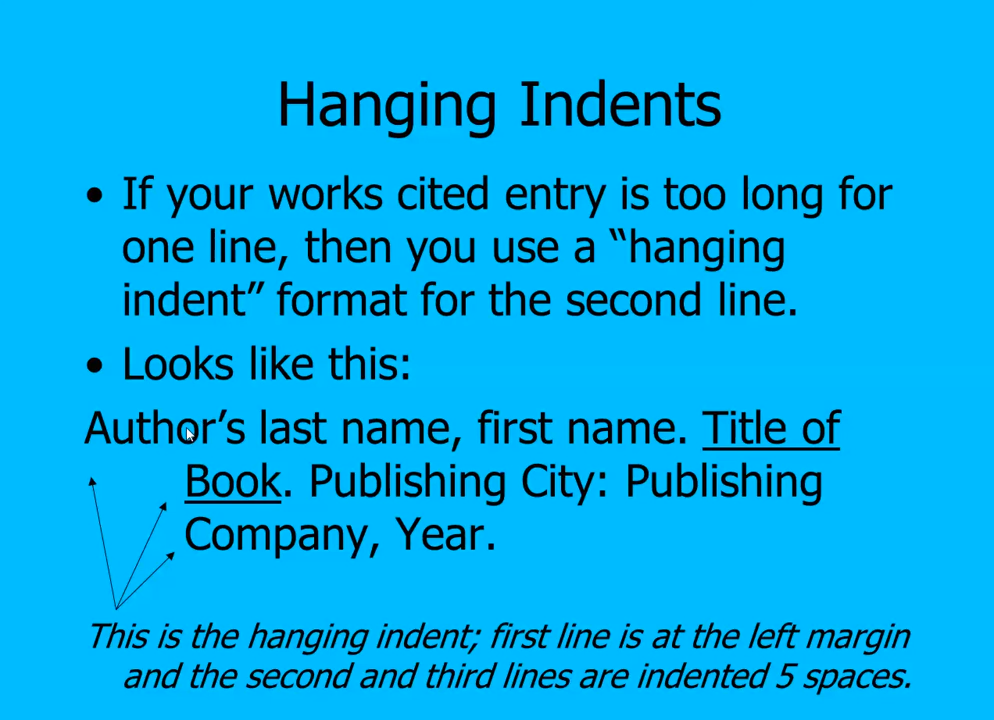 Hanging Indents
• If your works cited entry is too long for
one line, then you use a “hanging
indent” format for the second line.
• Looks like this:
Author’s last name, first name. Title of
Book. Publishing City: Publishing
Company, Year.
This is the hanging indent; first line is at the left margin
and the second and third lines are indented 5 spaces.